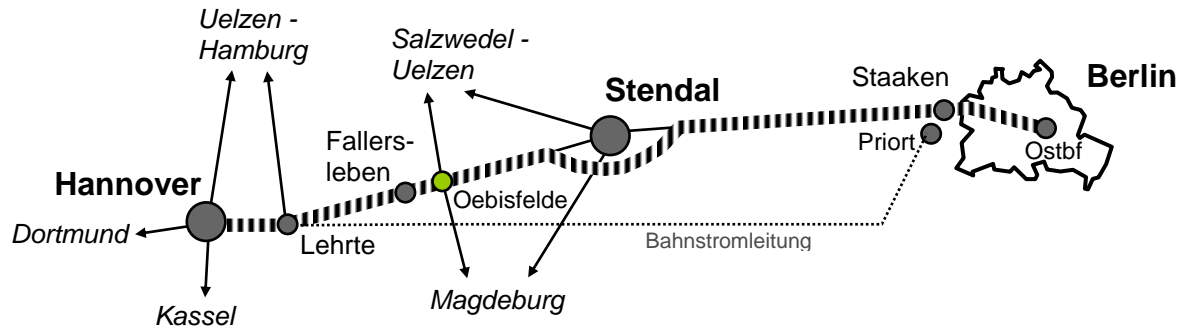 Uelzen -
Hamburg
Salzwedel -
Uelzen
Stendal
Staaken
Berlin
Fallers-
leben
Priort
Ostbf
Hannover
Oebisfelde
Dortmund
Lehrte
Bahnstromleitung
Kassel
Magdeburg